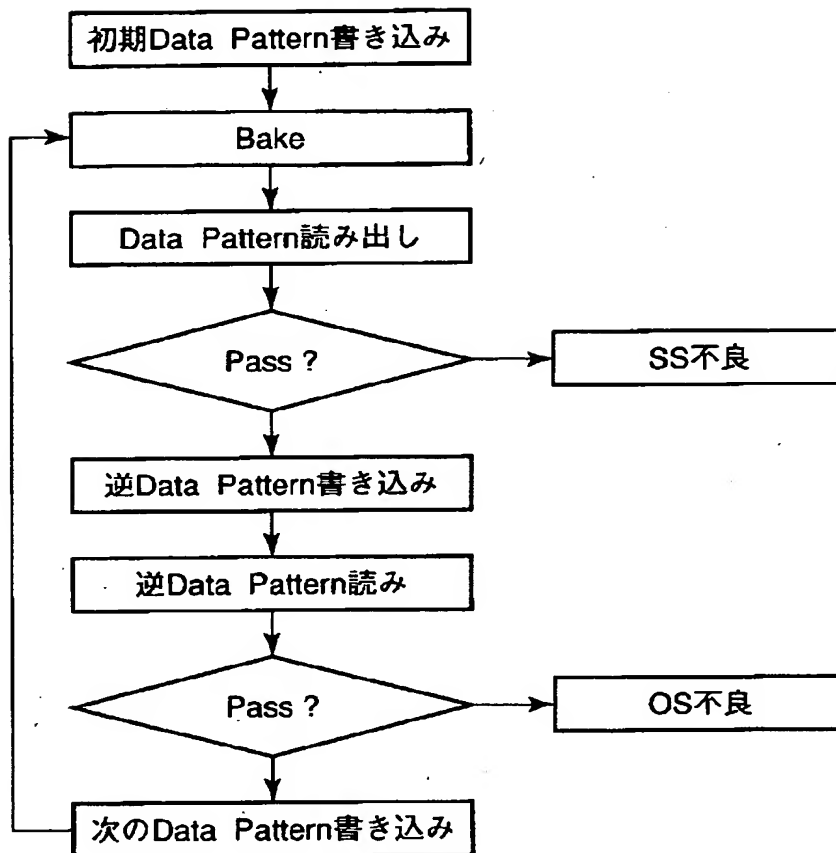 初期Data Pattern書き込み
Bake
Data Pattern読み出し
Pass ?
SS不良
逆Data Pattern書き込み
逆Data Pattern読み
Pass ?
OS不良
次のData Pattern書き込み